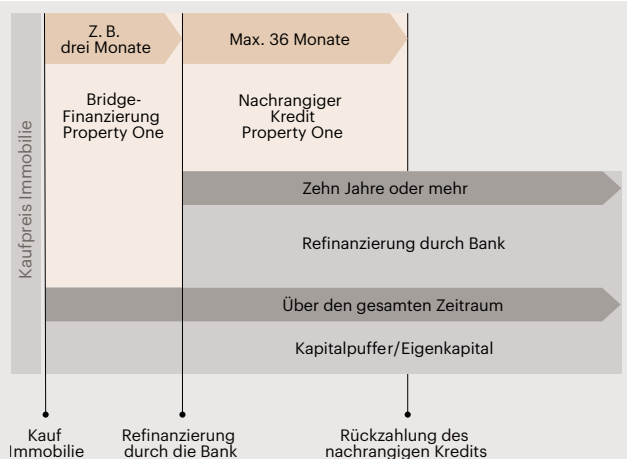 Z. B.
drei Monate
Max. 36 Monate
Bridge-
Finanzierung
Property One
Nachrangiger
Kredit
Property One
Kaufpreis Immobilie
Zehn Jahre oder mehr
Refinanzierung durch Bank
Über den gesamten Zeitraum
Kapitalpuffer/Eigenkapital
Kauf
Immobilie
Refinanzierung
durch die Bank
Rückzahlung des
nachrangigen Kredits